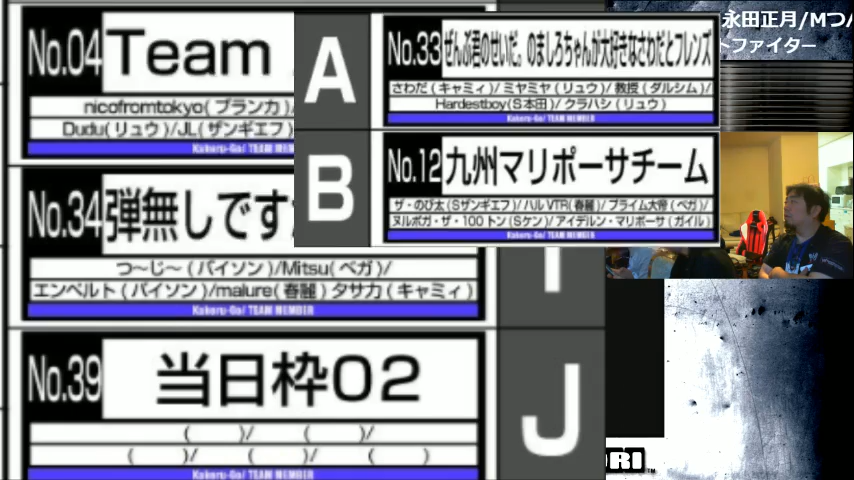 No.04 Team
nicofromtokyo( ブランカ)
Dudu(リュウ)/JL(ザンギエフ)
Kakuto-Go/ TEAM MEMBER
No.34 弾無しです
つ〜じ〜 (バイソン)/Mitsu(ベガ)/
エンベルト(バイソン)/malure(春麗) タサカ(キャミィ)
Kakuto-Go/ TEAM MEMBER
No.39 当日枠02
( )/ ( )/
( )/ ( )/ ( )
Kakuto-Go/ TEAM MEMBER
J
A
No.33 ぜんぶ君のせいだ。のましろちゃんが大好きなさわだとフレンズ
さわだ(キャミィ)/ミヤミヤ(リュウ)/教授(ダルシム)/
Hardestboy(S本田)/クラハシ(リュウ)
Kakuto-Go/ TEAM MEMBER
B
No.12 九州マリポーサチーム
ザ・のび太(Sザンギエフ)/ハルVTR(春麗)/プライム大帝(ベガ)/
ヌルボガ・ザ・100トン(Sケン)/アイデルン・マリポーサ(ガイル)
Kakuto-Go/ TEAM MEMBER
永田正月/Mつ
トファイター